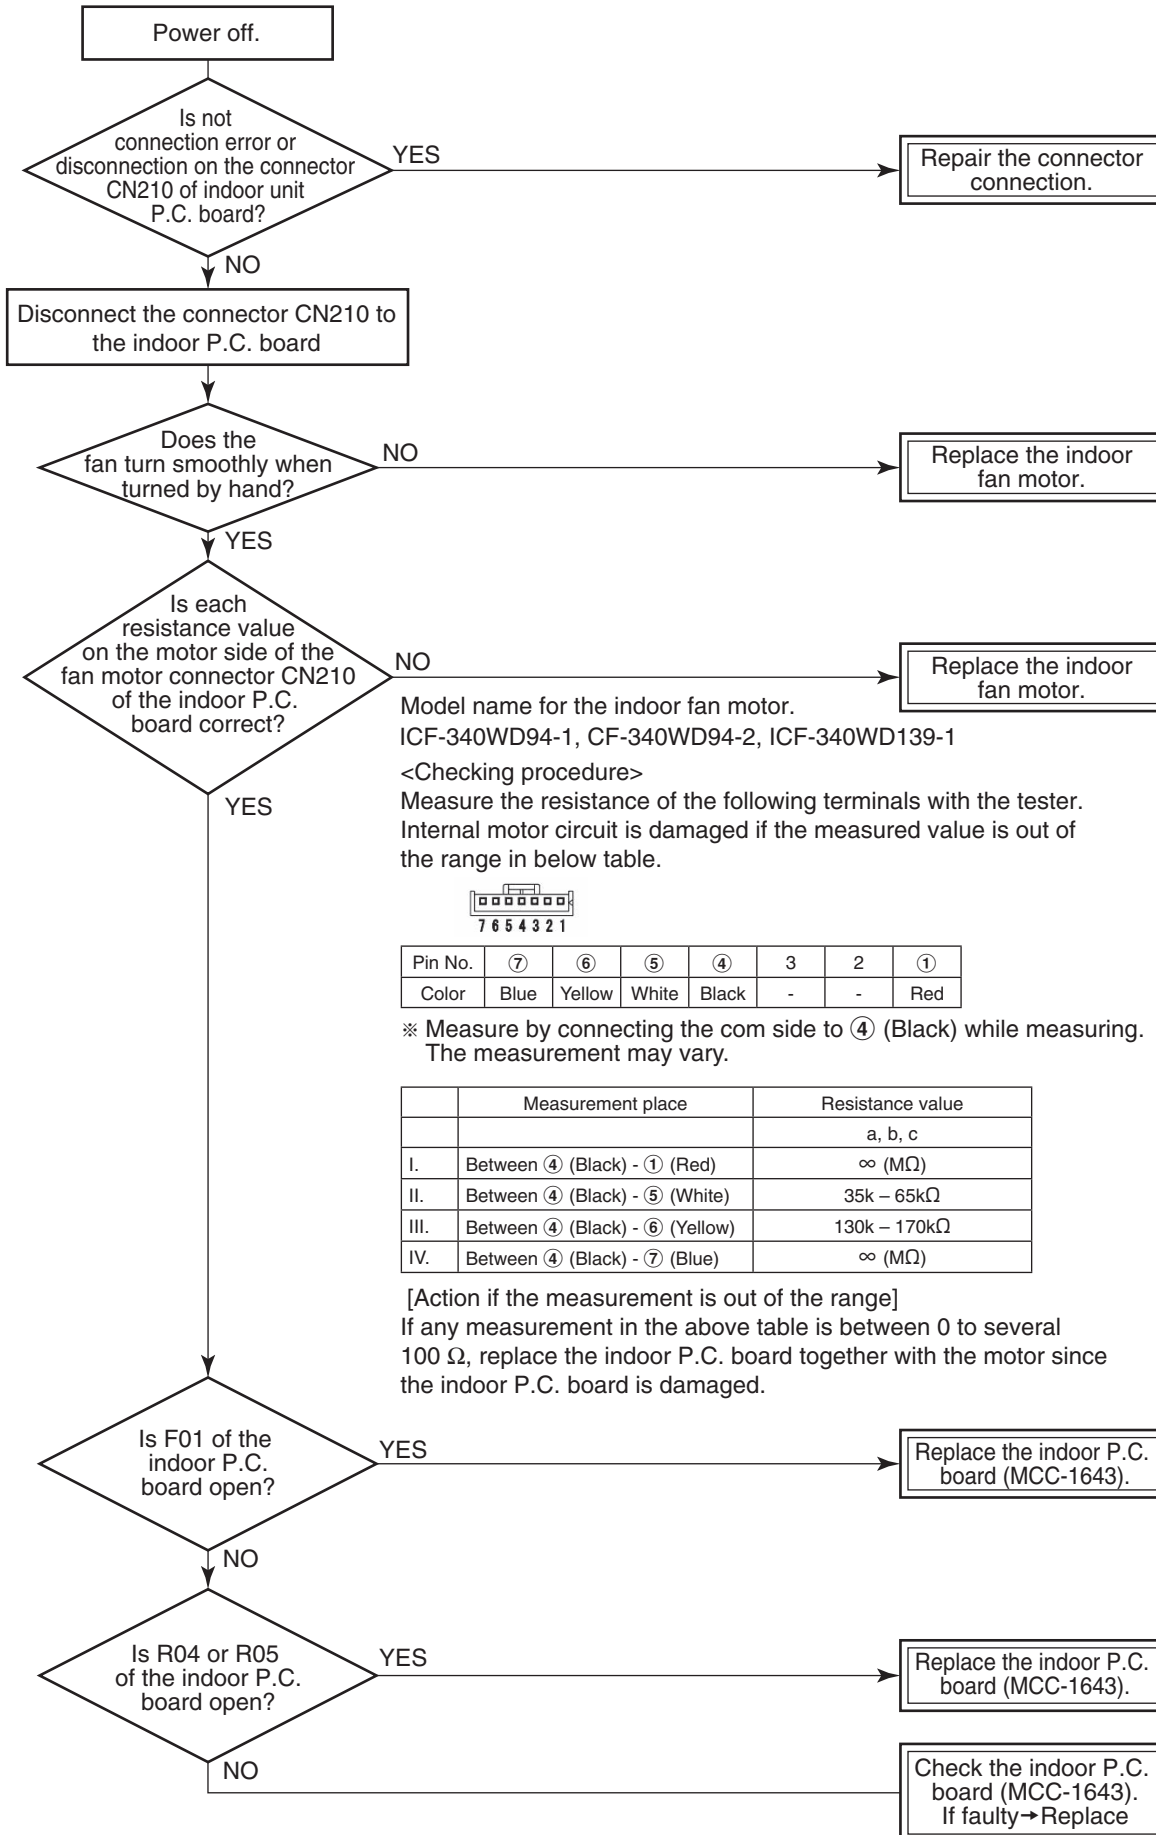 Power off.
Is not
connection error or
disconnection on the connector
CN210 of indoor unit
P.C. board?
YES
Repair the connector
connection.
NO
Disconnect the connector CN210 to
the indoor P.C. board
Does the
fan turn smoothly when
turned by hand?
NO
Replace the indoor
fan motor.
YES
Is each
resistance value
on the motor side of the
fan motor connector CN210
of the indoor P.C.
board correct?
NO
Replace the indoor
fan motor.
YES
Model name for the indoor fan motor.
ICF-340WD94-1, CF-340WD94-2, ICF-340WD139-1
<Checking procedure>
Measure the resistance of the following terminals with the tester.
Internal motor circuit is damaged if the measured value is out of
the range in below table.
7 6 5 4 3 2 1
Pin No. ⑦ ⑥ ⑤ ④ 3 2 ①
Color Blue Yellow White Black - - Red
※ Measure by connecting the com side to ④ (Black) while measuring.
The measurement may vary.
Measurement place Resistance value
a, b, c
I. Between ④ (Black) - ① (Red) ∞ (MΩ)
II. Between ④ (Black) - ⑤ (White) 35k – 65kΩ
III. Between ④ (Black) - ⑥ (Yellow) 130k – 170kΩ
IV. Between ④ (Black) - ⑦ (Blue) ∞ (MΩ)
[Action if the measurement is out of the range]
If any measurement in the above table is between 0 to several
100 Ω, replace the indoor P.C. board together with the motor since
the indoor P.C. board is damaged.
Is F01 of the
indoor P.C.
board open?
YES
Replace the indoor P.C.
board (MCC-1643).
NO
Is R04 or R05
of the indoor P.C.
board open?
YES
Replace the indoor P.C.
board (MCC-1643).
NO
Check the indoor P.C.
board (MCC-1643).
If faulty→Replace